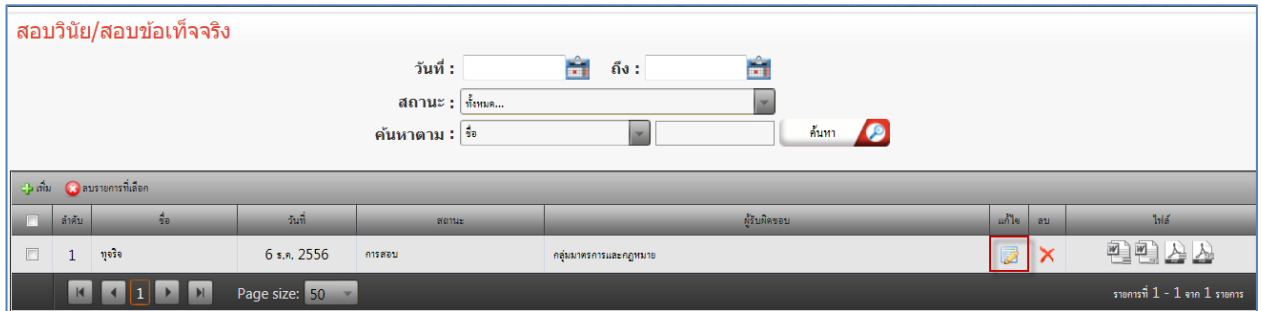 สอบวินัย/สอบข้อเท็จจริง
วันที่ : ถึง :
สถานะ : ทั้งหมด...
ค้นหาตาม : ชื่อ ค้นหา
เพิ่ม ลบรายการที่เลือก
ลำดับ ชื่อ วันที่ สถานะ ผู้รับผิดชอบ แก้ไข ลบ ไฟล์
1 ทุจริจ 6 ธ.ค. 2556 การสอบ กลุ่มมาตรการและกฎหมาย
1 Page size: 50 รายการที่ 1 - 1 จาก 1 รายการ